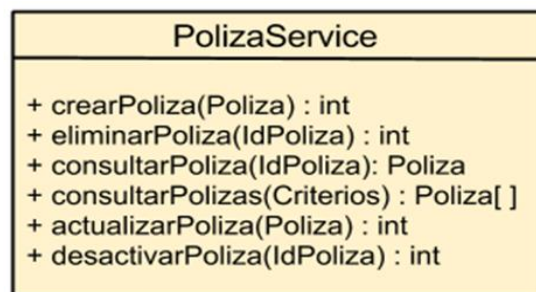 PolizaService
+ crearPoliza(Poliza) : int
+ eliminarPoliza(IdPoliza) : int
+ consultarPoliza(IdPoliza): Poliza
+ consultarPolizas(Criterios) : Poliza[ ]
+ actualizarPoliza(Poliza) : int
+ desactivarPoliza(IdPoliza) : int